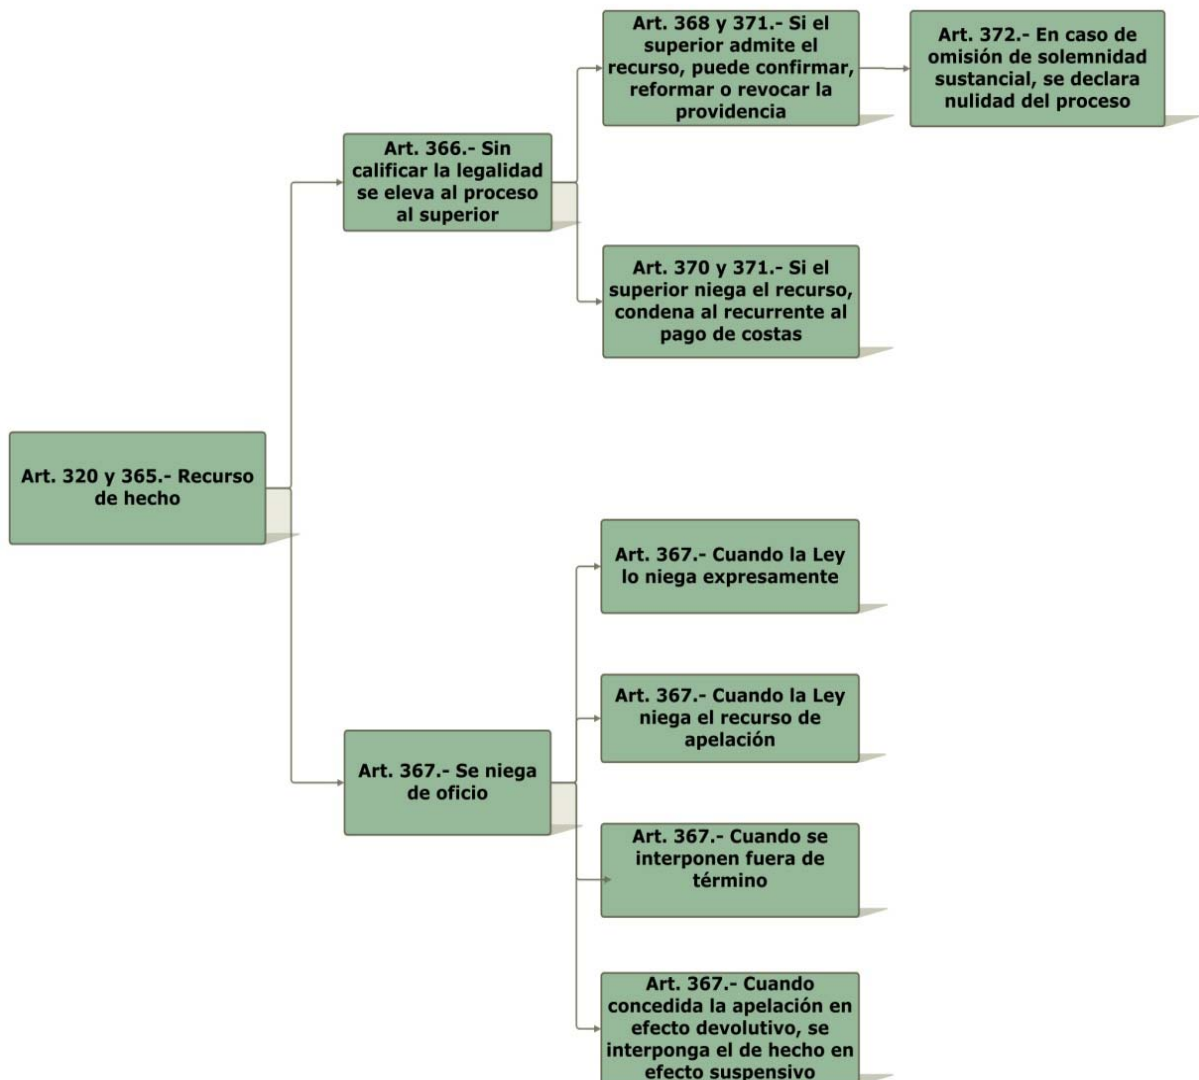 Art. 320 y 365.- Recurso
de hecho
Art. 366.- Sin
calificar la legalidad
se eleva al proceso
al superior
Art. 368 y 371.- Si el
superior admite el
recurso, puede confirmar,
reformar o revocar la
providencia
Art. 372.- En caso de
omisión de solemnidad
sustancial, se declara
nulidad del proceso
Art. 370 y 371.- Si el
superior niega el recurso,
condena al recurrente al
pago de costas
Art. 367.- Se niega
de oficio
Art. 367.- Cuando la Ley
lo niega expresamente
Art. 367.- Cuando la Ley
niega el recurso de
apelación
Art. 367.- Cuando se
interponen fuera de
término
Art. 367.- Cuando
concedida la apelación en
efecto devolutivo, se
interponga el de hecho en
efecto suspensivo